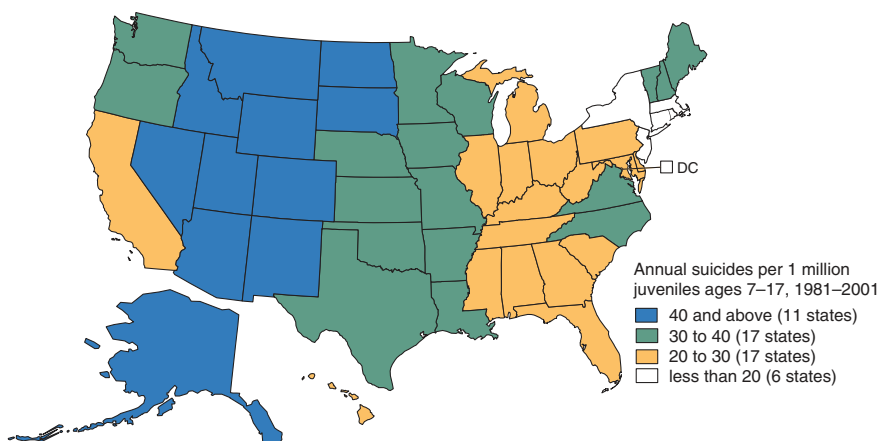 DC
Annual suicides per 1 million
juveniles ages 7–17, 1981–2001
40 and above (11 states)
30 to 40 (17 states)
20 to 30 (17 states)
less than 20 (6 states)